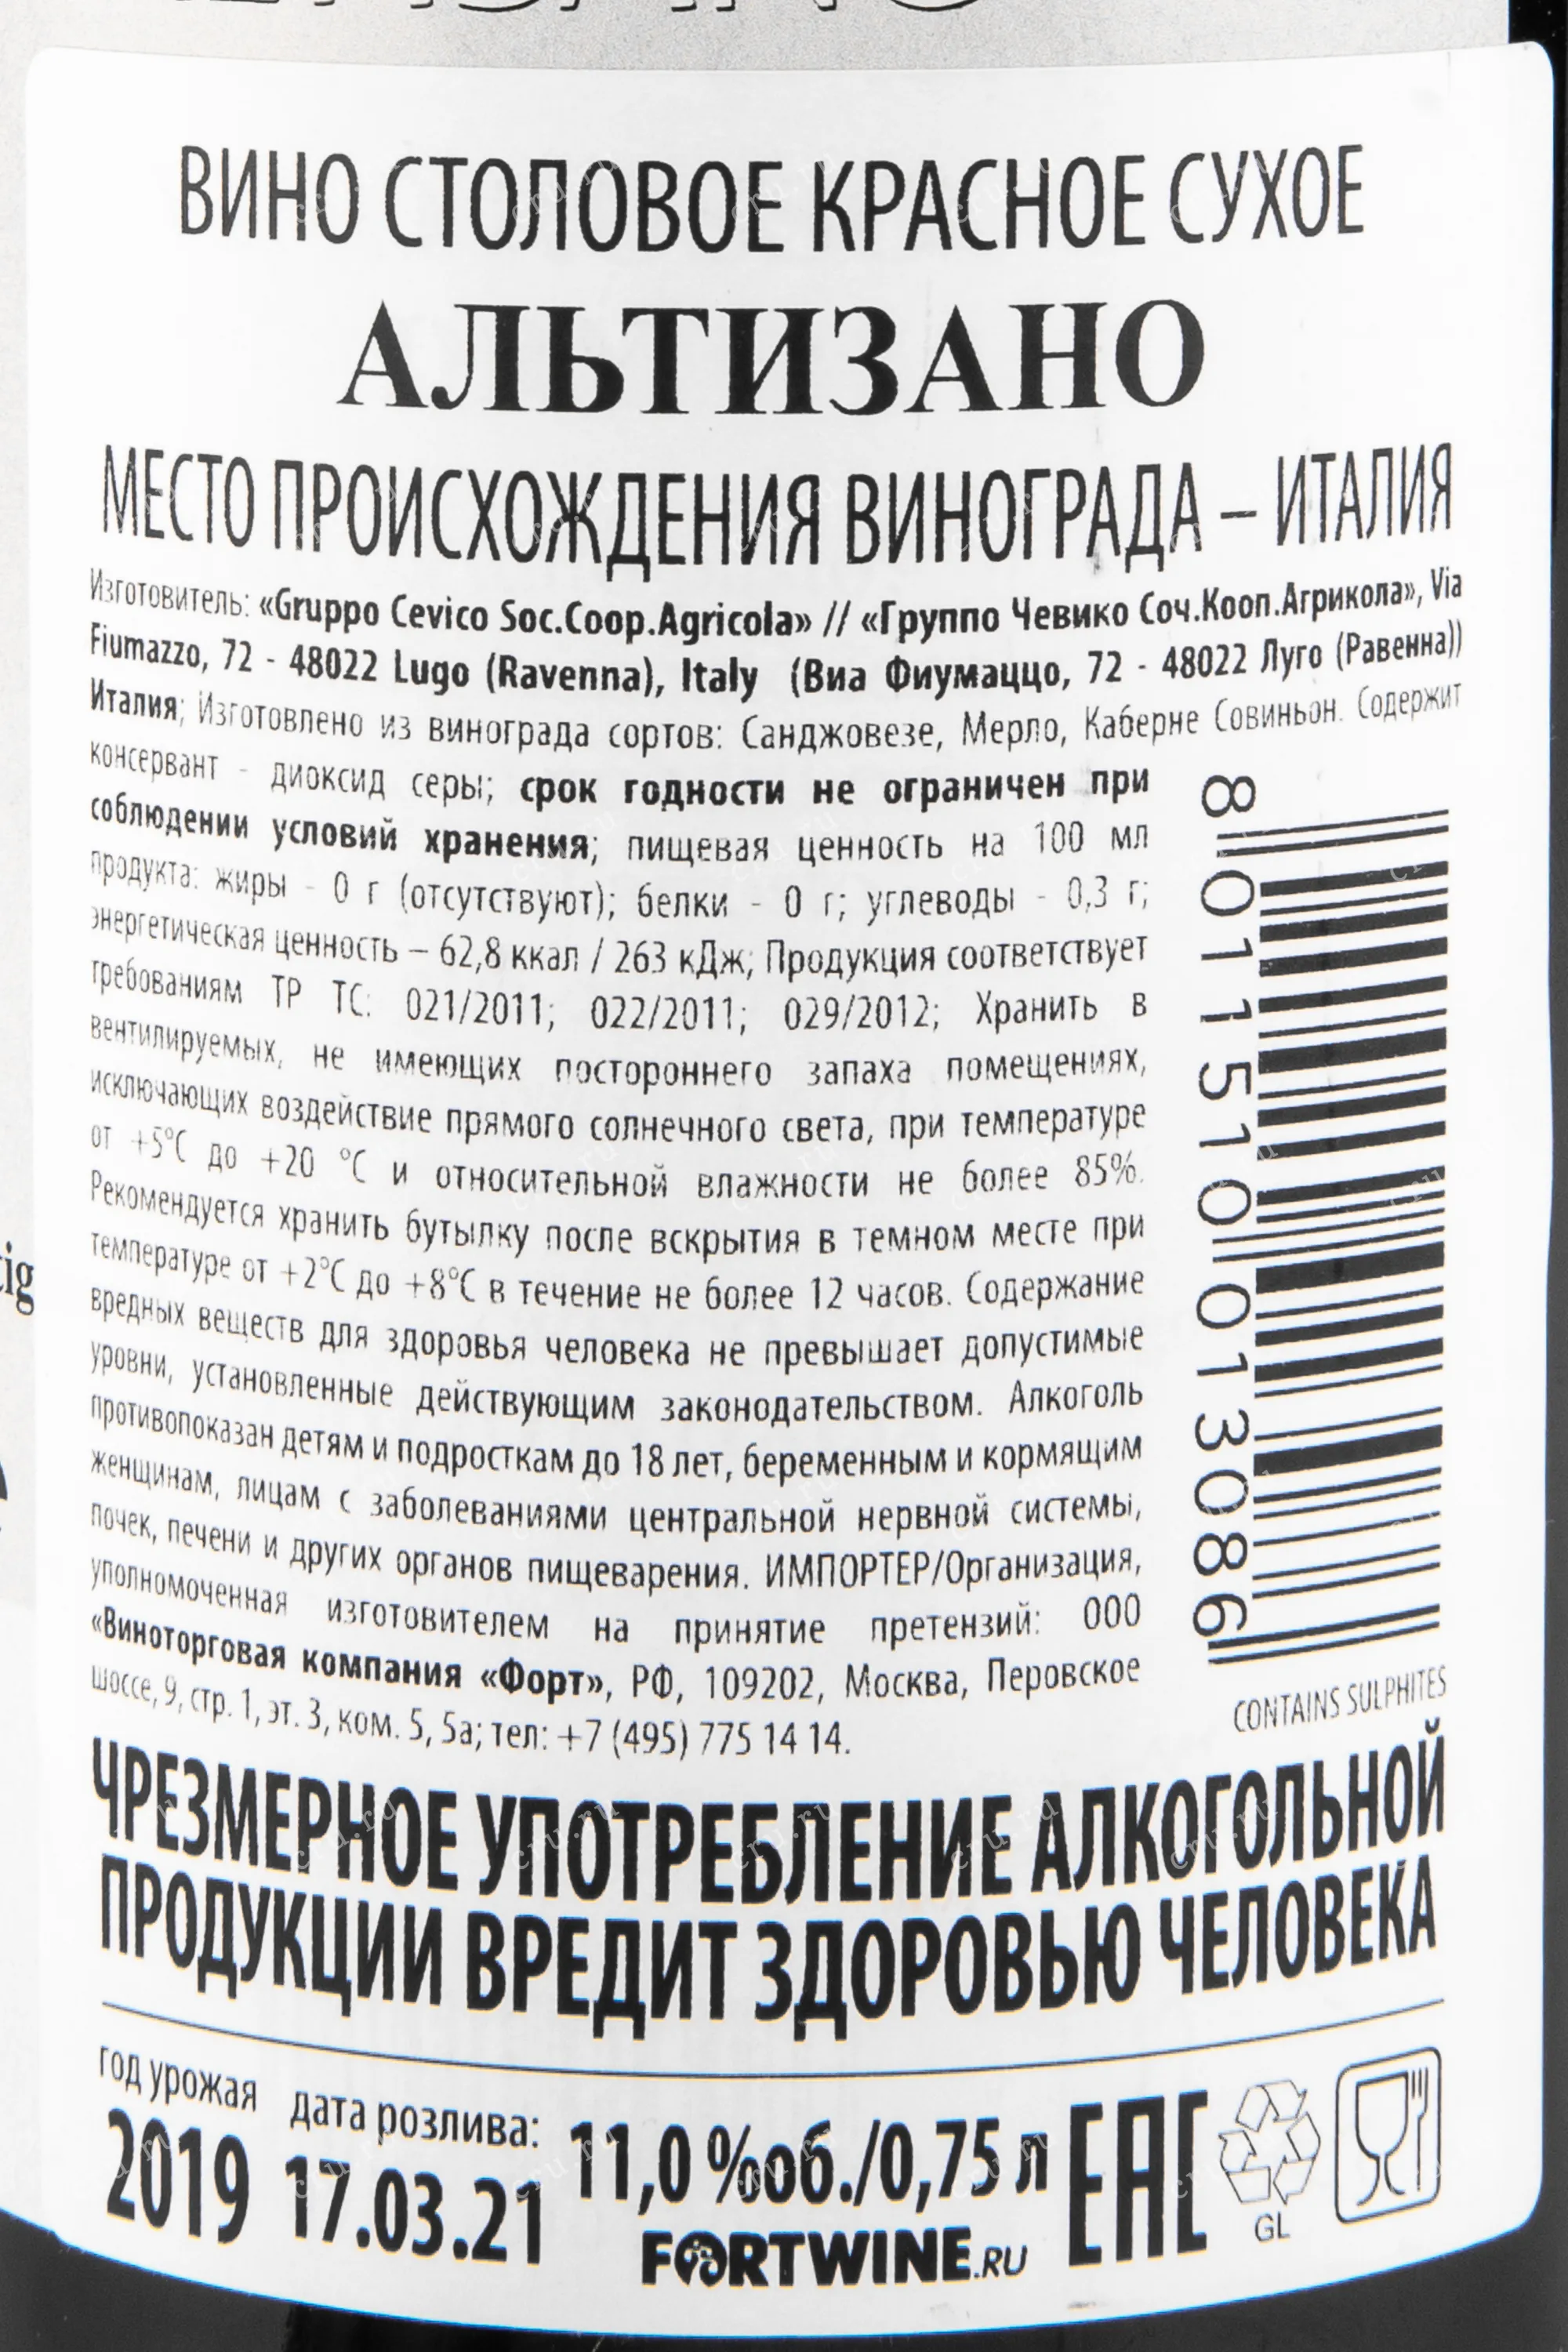 ВИНО СТОЛОВОЕ КРАСНОЕ СУХОЕ
АЛЬТИЗАНО
МЕСТО ПРОИСХОЖДЕНИЯ ВИНОГРАДА – ИТАЛИЯ
Изготовитель: «Gruppo Cevico Soc.Coop.Agricola» // «Группо Чевико Соч.Кооп.Агрикола», Via
Fiumazzo, 72 - 48022 Lugo (Ravenna), Italy (Виа Фиумаццо, 72 - 48022 Луго (Равенна))
Италия; Изготовлено из винограда сортов: Санджовезе, Мерло, Каберне Совиньон. Содержит
консервант - диоксид серы; срок годности не ограничен при
соблюдении условий хранения; пищевая ценность на 100 мл
продукта: жиры - 0 г (отсутствуют); белки - 0 г; углеводы - 0,3 г;
энергетическая ценность – 62,8 ккал / 263 кДж; Продукция соответствует
требованиям ТР ТС: 021/2011; 022/2011; 029/2012; Хранить в
вентилируемых, не имеющих постороннего запаха помещениях,
исключающих воздействие прямого солнечного света, при температуре
от +5°C до +20 °C и относительной влажности не более 85%.
Рекомендуется хранить бутылку после вскрытия в темном месте при
температуре от +2°C до +8°C в течение не более 12 часов. Содержание
вредных веществ для здоровья человека не превышает допустимые
уровни, установленные действующим законодательством. Алкоголь
противопоказан детям и подросткам до 18 лет, беременным и кормящим
женщинам, лицам с заболеваниями центральной нервной системы,
почек, печени и других органов пищеварения. ИМПОРТЕР/Организация,
уполномоченная изготовителем на принятие претензий: ООО
«Виноторговая компания «Форт», РФ, 109202, Москва, Перовское
шоссе, 9, стр. 1, эт. 3, ком. 5, 5а; тел: +7 (495) 775 14 14.
8 011510 013086
CONTAINS SULPHITES
ЧРЕЗМЕРНОЕ УПОТРЕБЛЕНИЕ АЛКОГОЛЬНОЙ
ПРОДУКЦИИ ВРЕДИТ ЗДОРОВЬЮ ЧЕЛОВЕКА
год урожая дата розлива:
2019 17.03.21 11,0 %об./0,75 л EAC
GL
FORTWINE.RU
cru.ru